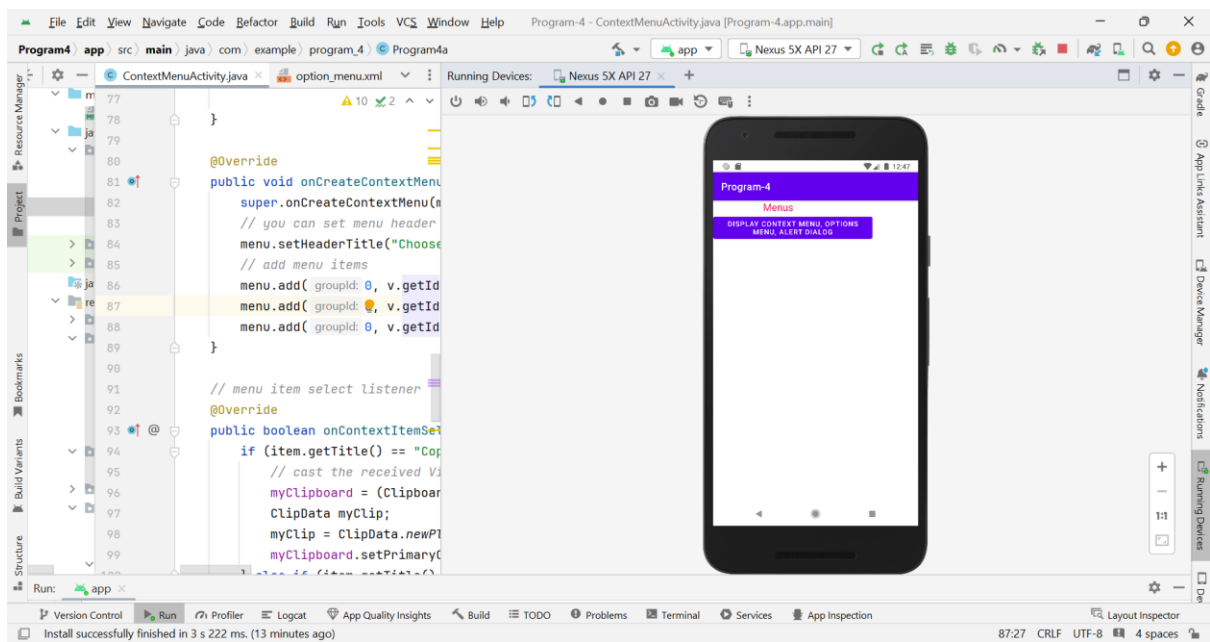 File Edit View Navigate Code Refactor Build Run Tools VCS Window Help Program-4 - ContextMenuActivity.java [Program-4.app.main]
Program4 app src main java com example program_4 Program4a app Nexus 5X API 27
ContextMenuActivity.java option_menu.xml Running Devices: Nexus 5X API 27
Resource Manager
Project
Bookmarks
Build Variants
Structure
m
ja
ja
re
10 2
77
78 }
79
80 @Override
81 public void onCreateContextMenu
82 super.onCreateContextMenu(m
83 // you can set menu header
84 menu.setHeaderTitle("Choose
85 // add menu items
86 menu.add( groupId: 0, v.getId
87 menu.add( groupId: , v.getId
88 menu.add( groupId: 0, v.getId
89 }
90
91 // menu item select listener
92 @Override
93 @ public boolean onContextItemSel
94 if (item.getTitle() == "Cop
95 // cast the received Vi
96 myClipboard = (Clipboar
97 ClipData myClip;
98 myClip = ClipData.newPl
99 myClipboard.setPrimaryC
12:47
Program-4
Menus
DISPLAY CONTEXT MENU, OPTIONS
MENU, ALERT DIALOG
1:1
Gradle
App Links Assistant
Device Manager
Notifications
Running Devices
De
Run: app
Version Control Run Profiler Logcat App Quality Insights Build TODO Problems Terminal Services App Inspection Layout Inspector
Install successfully finished in 3 s 222 ms. (13 minutes ago) 87:27 CRLF UTF-8 4 spaces